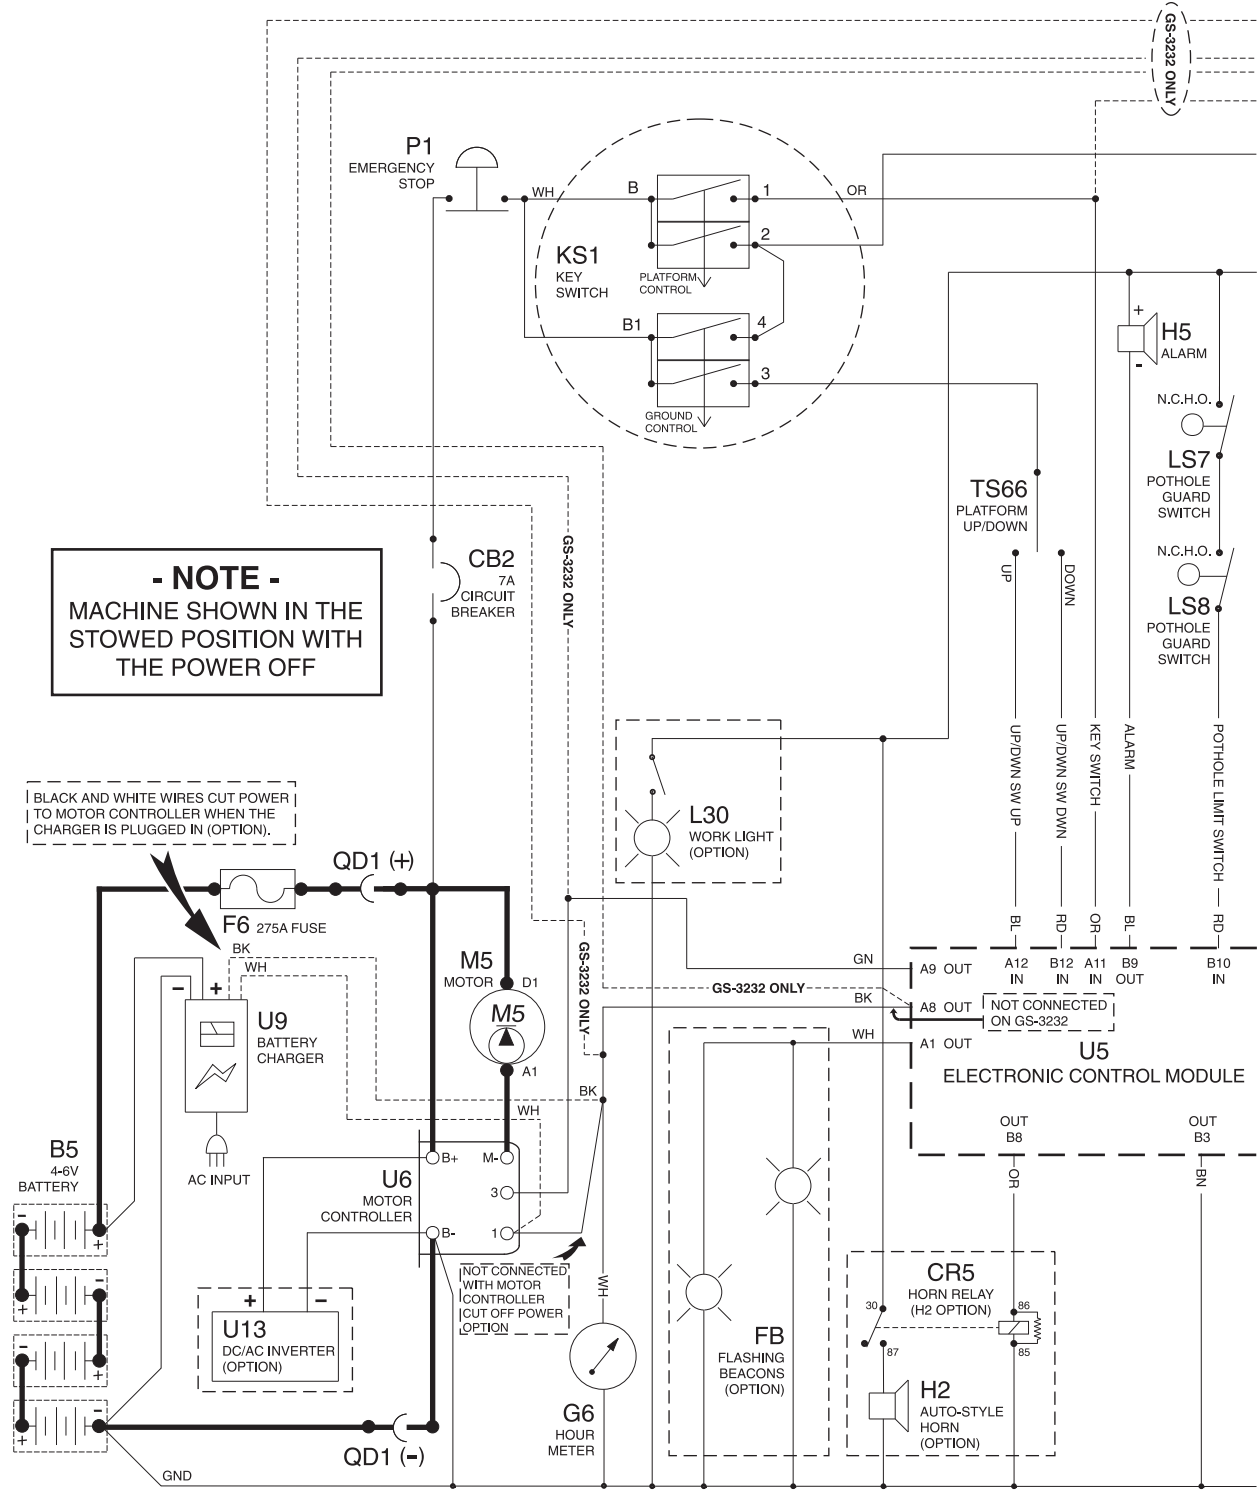 GS-3232 ONLY
P1
EMERGENCY
STOP
WH
B
1
OR
2
KS1
KEY
SWITCH
PLATFORM
CONTROL
B1
4
3
GROUND
CONTROL
+
H5
ALARM
-
N.C.H.O.
LS7
POTHOLE
GUARD
SWITCH
TS66
PLATFORM
UP/DOWN
UP
DOWN
N.C.H.O.
LS8
POTHOLE
GUARD
SWITCH
CB2
7A
CIRCUIT
BREAKER
GS-3232 ONLY
- NOTE -
MACHINE SHOWN IN THE
STOWED POSITION WITH
THE POWER OFF
UP/DWN SW UP
UP/DWN SW DWN
KEY SWITCH
ALARM
POTHOLE LIMIT SWITCH
BLACK AND WHITE WIRES CUT POWER
TO MOTOR CONTROLLER WHEN THE
CHARGER IS PLUGGED IN (OPTION).
L30
WORK LIGHT
(OPTION)
QD1 (+)
F6 275A FUSE
BK
WH
- +
U9
BATTERY
CHARGER
AC INPUT
M5
MOTOR
D1
M5
A1
GS-3232 ONLY
BL
RD
OR
BL
RD
GN
A9 OUT
A12
IN
B12
IN
A11
IN
B9
OUT
B10
IN
GS-3232 ONLY
BK
A8 OUT
NOT CONNECTED
ON GS-3232
WH
A1 OUT
U5
ELECTRONIC CONTROL MODULE
BK
WH
OUT
B8
OUT
B3
OR
BN
B5
4-6V
BATTERY
-
+
+
-
-
+
+
-
U6
MOTOR
CONTROLLER
B+
M-
3
B-
1
NOT CONNECTED
WITH MOTOR
CONTROLLER
CUT OFF POWER
OPTION
+ -
U13
DC/AC INVERTER
(OPTION)
QD1 (-)
GND
WH
G6
HOUR
METER
FB
FLASHING
BEACONS
(OPTION)
CR5
HORN RELAY
(H2 OPTION)
30
87
86
85
H2
AUTO-STYLE
HORN
(OPTION)